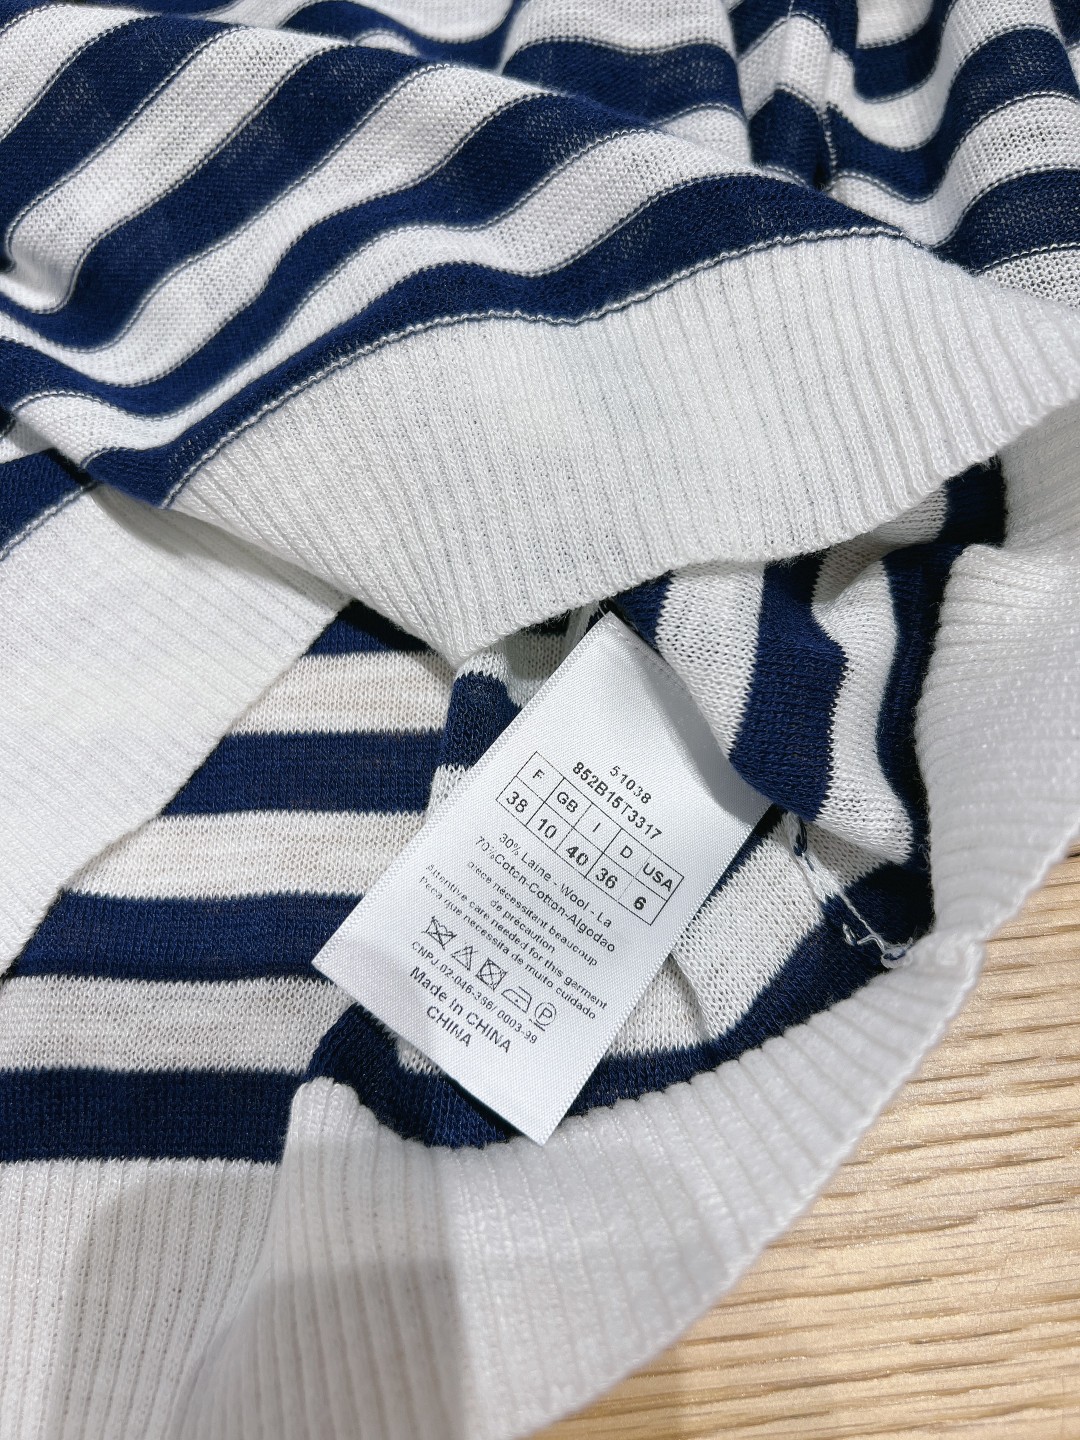 51038
852B15T3317
F GB I D USA
38 10 40 36 6
30% Laine - Wool - La
70%Coton-Cotton-Algodao
pièce nécessitant beaucoup
de précaution
Attentive care needed for this garment
Peça que necessita de muito cuidado
P
CNPJ.02-046-356/ 0003-99
Made In CHINA
CHINA